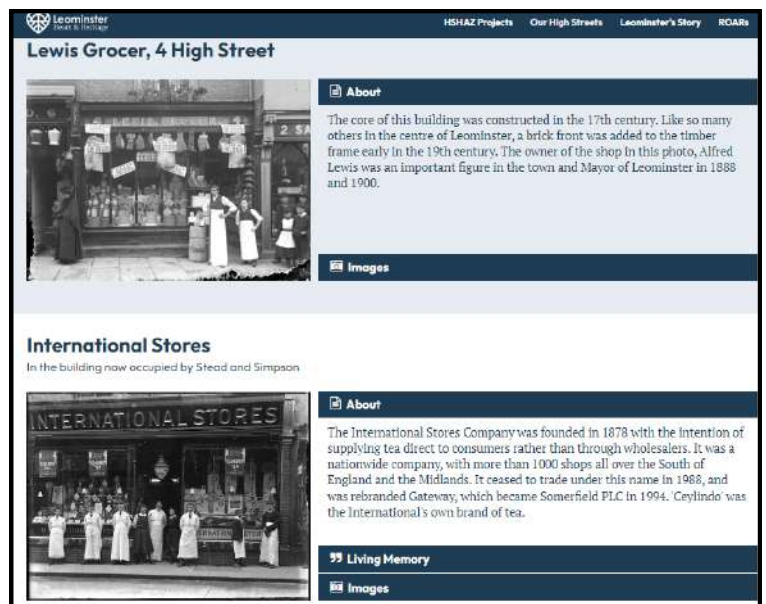 Leominster
Heart & Heritage
HSHAZ Projects Our High Streets Leominster's Story ROARs
Lewis Grocer, 4 High Street
About
The core of this building was constructed in the 17th century. Like so many
others in the centre of Leominster, a brick front was added to the timber
frame early in the 19th century. The owner of the shop in this photo, Alfred
Lewis was an important figure in the town and Mayor of Leominster in 1888
and 1900.
Images
International Stores
In the building now occupied by Stead and Simpson
INTERNATIONAL STORES
About
The International Stores Company was founded in 1878 with the intention of
supplying tea direct to consumers rather than through wholesalers. It was a
nationwide company, with more than 1000 shops all over the South of
England and the Midlands. It ceased to trade under this name in 1988, and
was rebranded Gateway, which became Somerfield PLC in 1994. 'Ceylindo' was
the International's own brand of tea.
Living Memory
Images